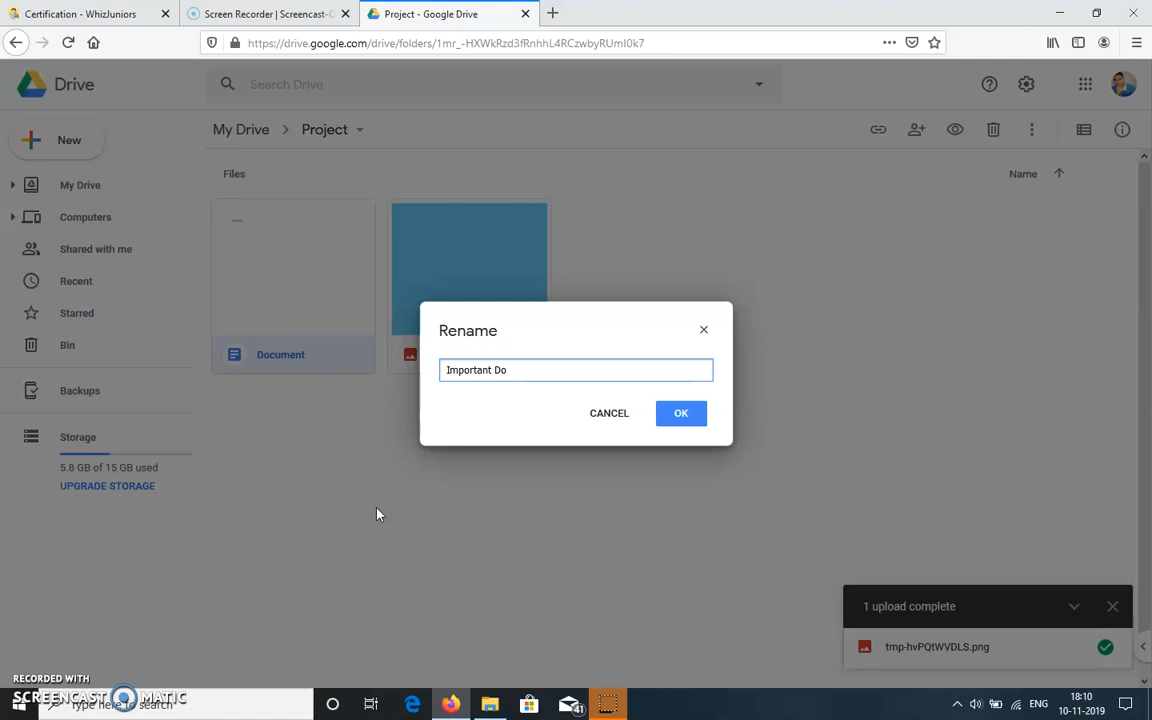 Certification - WhizJuniors
Screen Recorder | Screencast-O
Project - Google Drive
https://drive.google.com/drive/folders/1mr_-HXWkRzd3fRnhhL4RCzwbyRUmI0k7
Drive
Search Drive
New
My Drive
Project
Files
Name
My Drive
Computers
Shared with me
Recent
Starred
Bin
Backups
Storage
5.8 GB of 15 GB used
UPGRADE STORAGE
Document
Rename
Important Do
CANCEL
OK
1 upload complete
tmp-hvPQtWVDLS.png
RECORDED WITH
SCREENCAST MATIC
Type here to search
41
ENG
18:10
10-11-2019